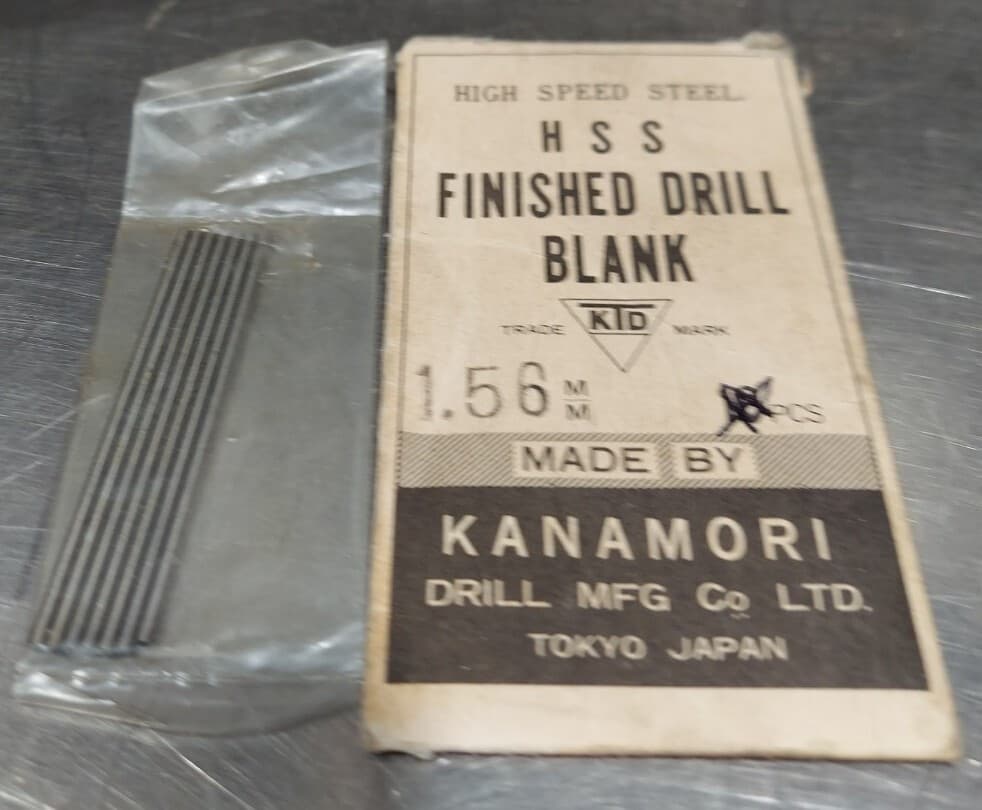 HIGH SPEED STEEL.
H S S
FINISHED DRILL
BLANK
TRADE KTD MARK
1.56 M/M PCS
MADE BY
KANAMORI
DRILL MFG Co LTD.
TOKYO JAPAN